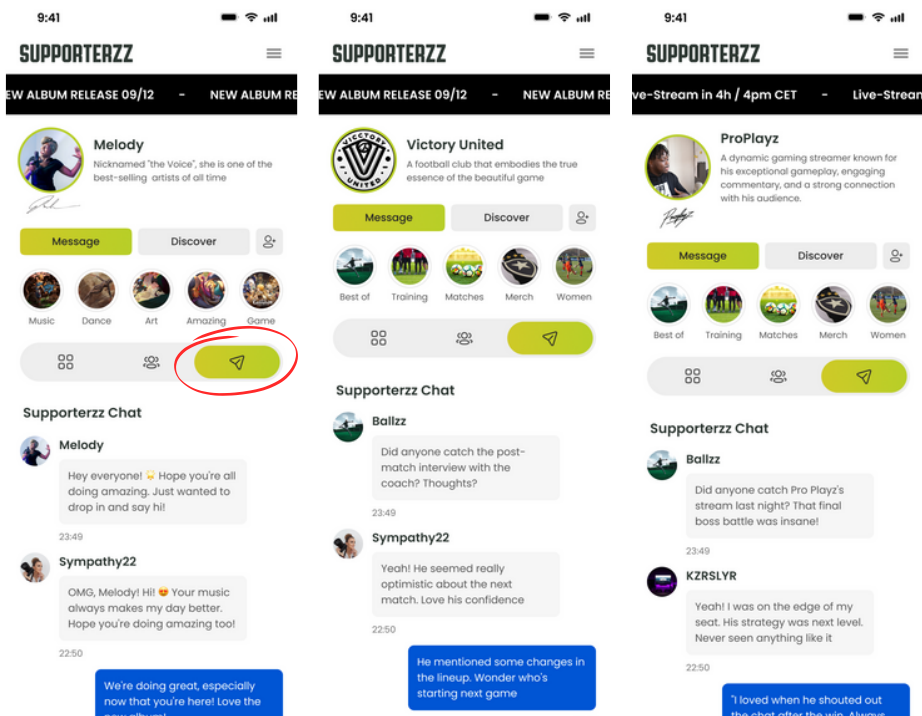 9:41
SUPPORTERZZ
EW ALBUM RELEASE 09/12 - NEW ALBUM RE
Melody
Nicknamed "the Voice", she is one of the
best-selling artists of all time
Message Discover
Music Dance Art Amazing Game
Supporterzz Chat
Melody
Hey everyone! 👑 Hope you're all
doing amazing. Just wanted to
drop in and say hi!
23:49
Sympathy22
OMG, Melody! Hi! 😍 Your music
always makes my day better.
Hope you're doing amazing too!
22:50
We're doing great, especially
now that you're here! Love the
new album!
9:41
SUPPORTERZZ
EW ALBUM RELEASE 09/12 - NEW ALBUM RE
VICCTORY
UNITED
Victory United
A football club that embodies the true
essence of the beautiful game
Message Discover
Best of Training Matches Merch Women
Supporterzz Chat
Ballzz
Did anyone catch the post-
match interview with the
coach? Thoughts?
23:49
Sympathy22
Yeah! He seemed really
optimistic about the next
match. Love his confidence
22:50
He mentioned some changes in
the lineup. Wonder who's
starting next game
9:41
SUPPORTERZZ
ve-Stream in 4h / 4pm CET - Live-Stream
ProPlayz
A dynamic gaming streamer known for
his exceptional gameplay, engaging
commentary, and a strong connection
with his audience.
Message Discover
Best of Training Matches Merch Women
Supporterzz Chat
Ballzz
Did anyone catch Pro Playz's
stream last night? That final
boss battle was insane!
23:49
KZRSLYR
Yeah! I was on the edge of my
seat. His strategy was next level.
Never seen anything like it
22:50
"I loved when he shouted out
the chat after the win. Always